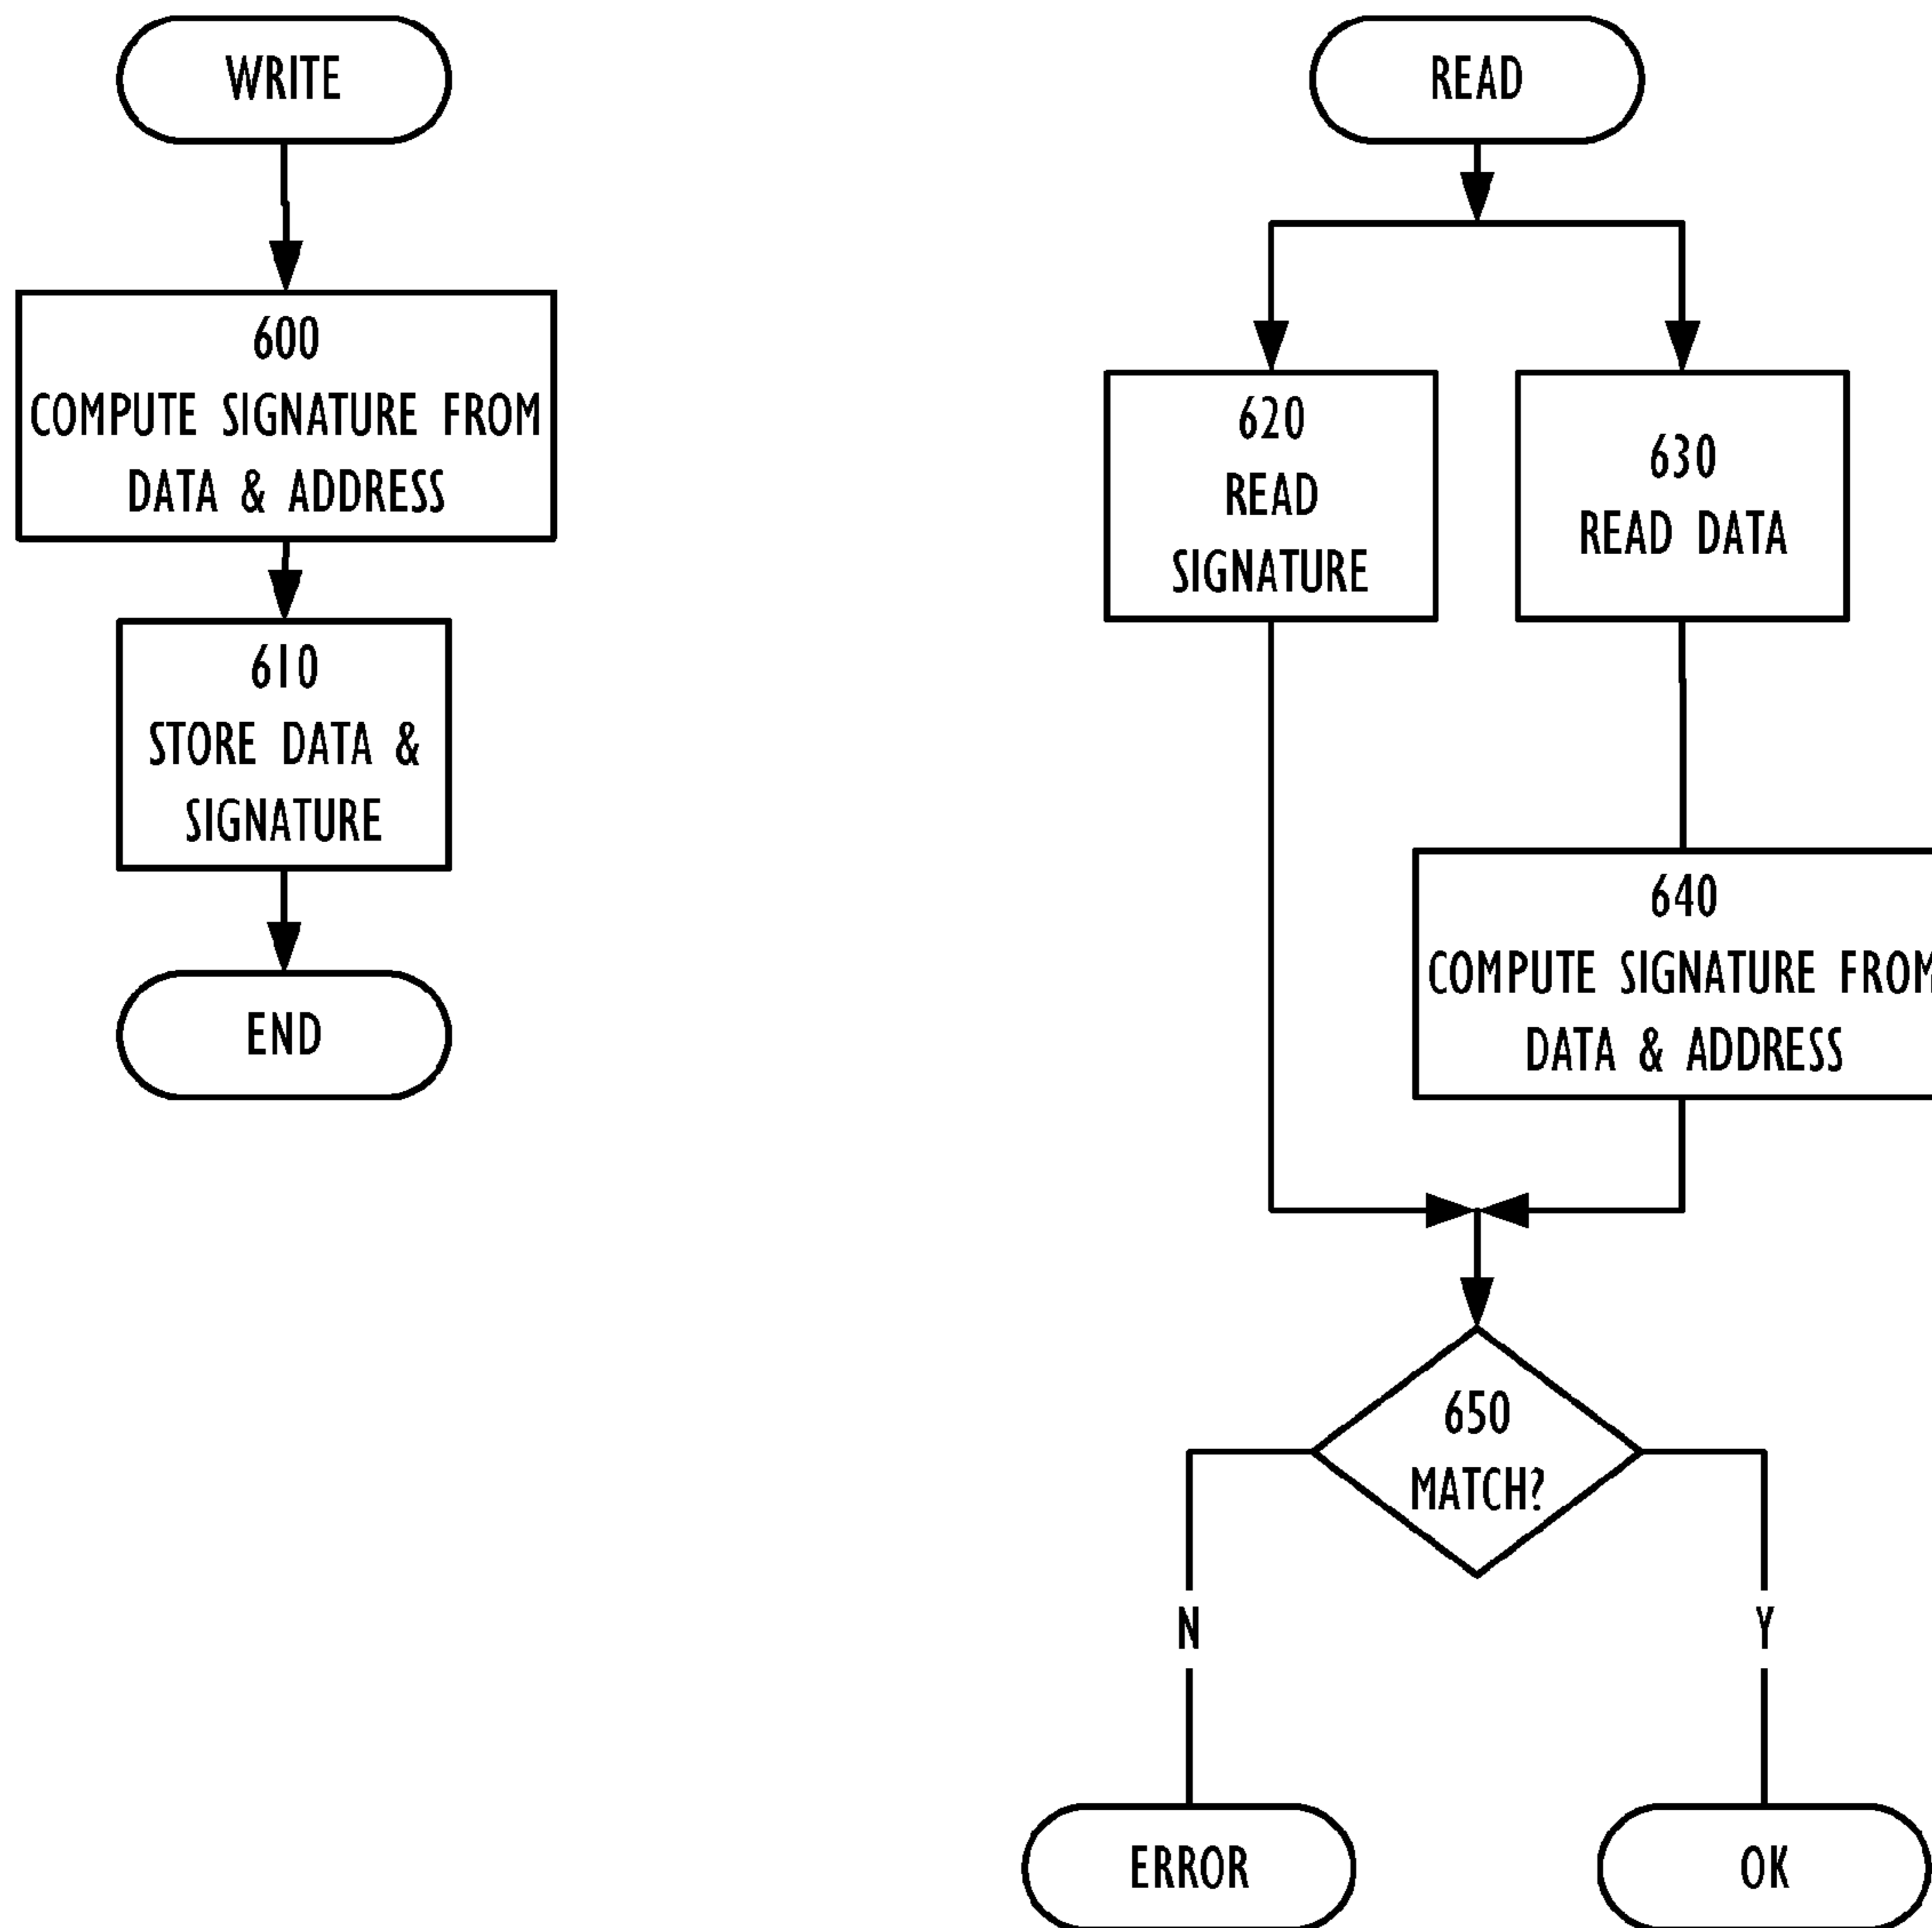 WRITE
600
COMPUTE SIGNATURE FROM
DATA & ADDRESS
610
STORE DATA &
SIGNATURE
END
READ
620
READ
SIGNATURE
630
READ DATA
640
COMPUTE SIGNATURE FROM
DATA & ADDRESS
650
MATCH?
N
Y
ERROR
OK